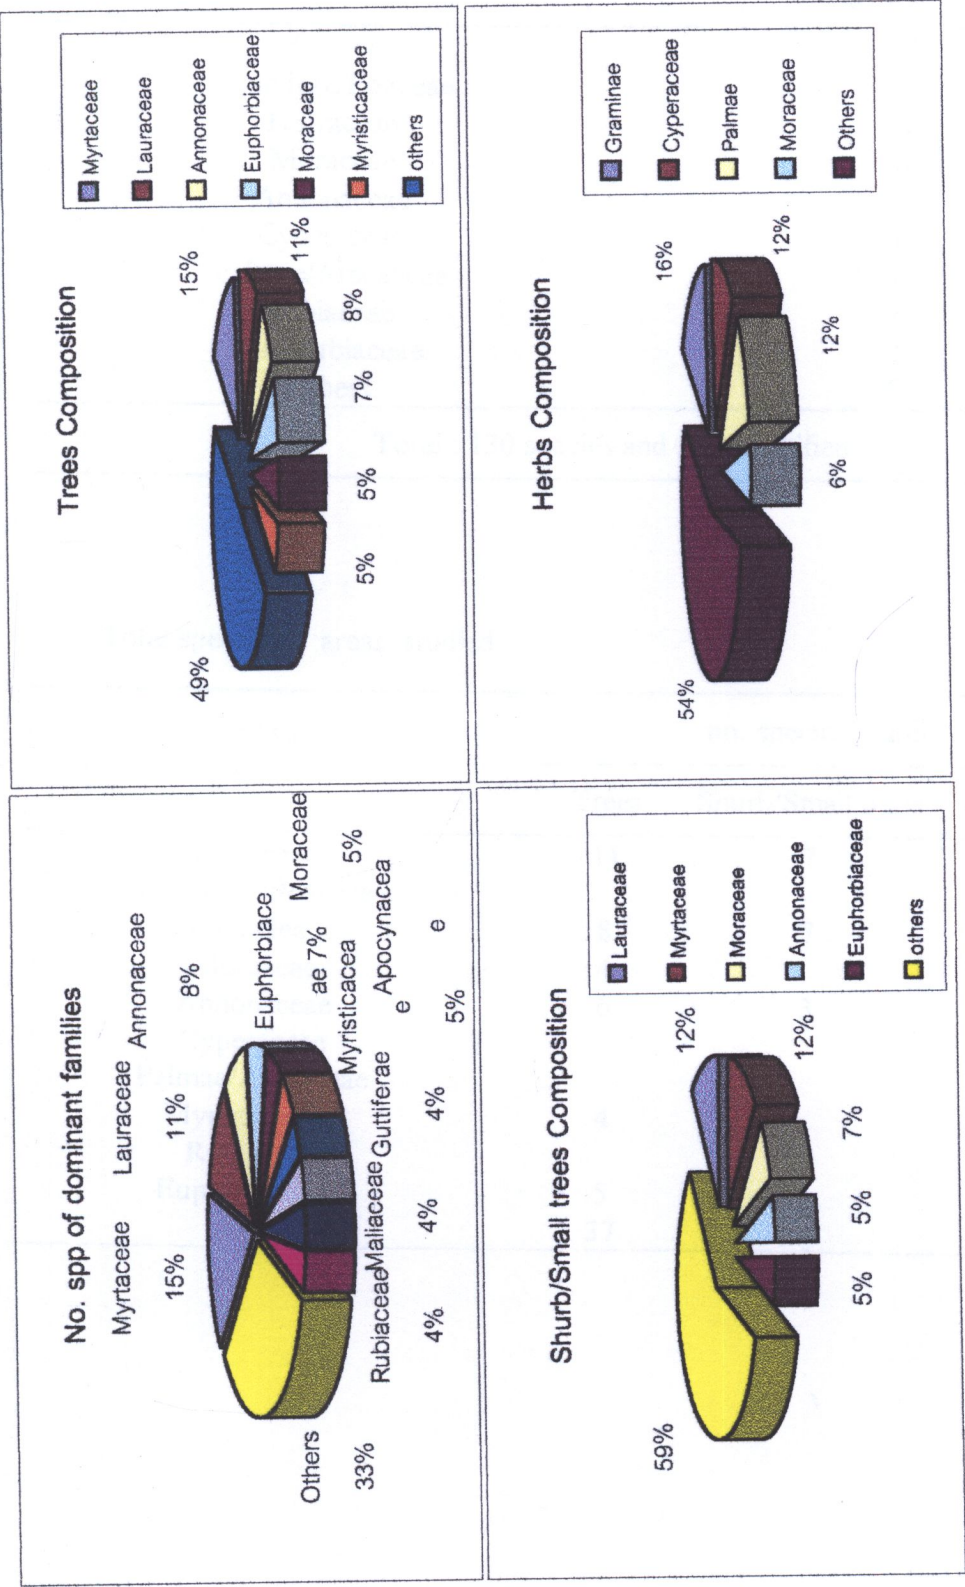 No. spp of dominant families
Myrtaceae
15%
Lauraceae
11%
Annonaceae
8%
Euphorbiace
ae 7%
Moraceae
5%
Myristicacea
e
5%
Apocynacea
e
Guttiferae
4%
Maliaceae
4%
Rubiaceae
4%
Others
33%
Trees Composition
15%
11%
8%
7%
5%
5%
49%
Myrtaceae
Lauraceae
Annonaceae
Euphorbiaceae
Moraceae
Myristicaceae
others
Shurb/Small trees Composition
12%
12%
7%
5%
5%
59%
Lauraceae
Myrtaceae
Moraceae
Annonaceae
Euphorbiaceae
others
Herbs Composition
16%
12%
12%
6%
54%
Graminae
Cyperaceae
Palmae
Moraceae
Others